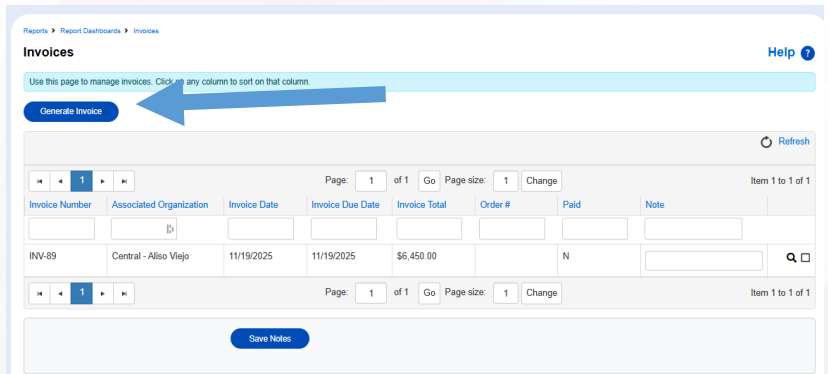 Reports > Report Dashboards > Invoices
Invoices
Help ?
Use this page to manage invoices. Click on any column to sort on that column.
Generate Invoice
Refresh
1 Page: 1 of 1 Go Page size: 1 Change Item 1 to 1 of 1
Invoice Number Associated Organization Invoice Date Invoice Due Date Invoice Total Order # Paid Note
INV-89 Central - Aliso Viejo 11/19/2025 11/19/2025 $6,450.00 N
1 Page: 1 of 1 Go Page size: 1 Change Item 1 to 1 of 1
Save Notes